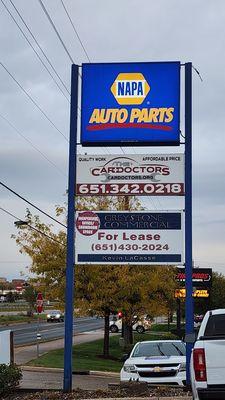 NAPA
AUTO PARTS
QUALITY WORK AFFORDABLE PRICE
THE
CARDOCTORS
CARDOCTORS.ORG
651.342.0218
GREYSTONE
COMMERCIAL
For Lease
(651)430-2024
Kevin LaCasse